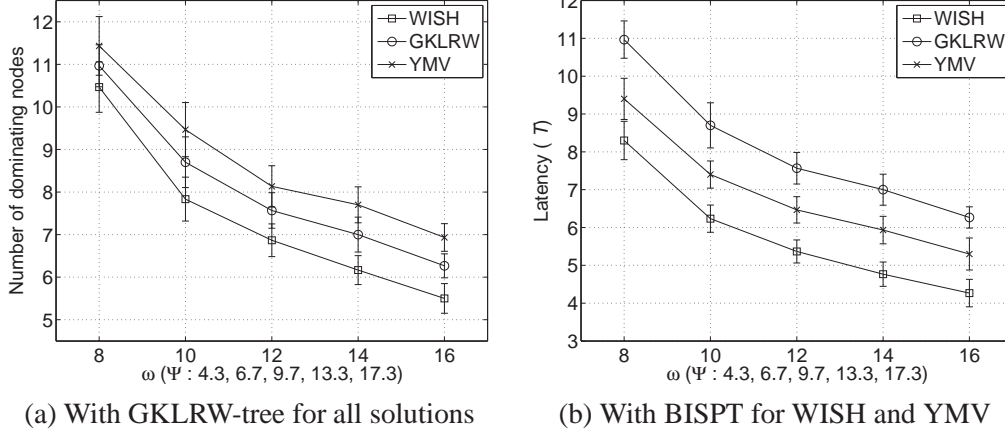 12
11
10
9
8
7
6
5
Number of dominating nodes
WISH
GKLRW
YMV
8 10 12 14 16
ω (Ψ : 4.3, 6.7, 9.7, 13.3, 17.3)
(a) With GKLRW-tree for all solutions
12
11
10
9
8
7
6
5
4
3
Latency ( T)
WISH
GKLRW
YMV
8 10 12 14 16
ω (Ψ : 4.3, 6.7, 9.7, 13.3, 17.3)
(b) With BISPT for WISH and YMV